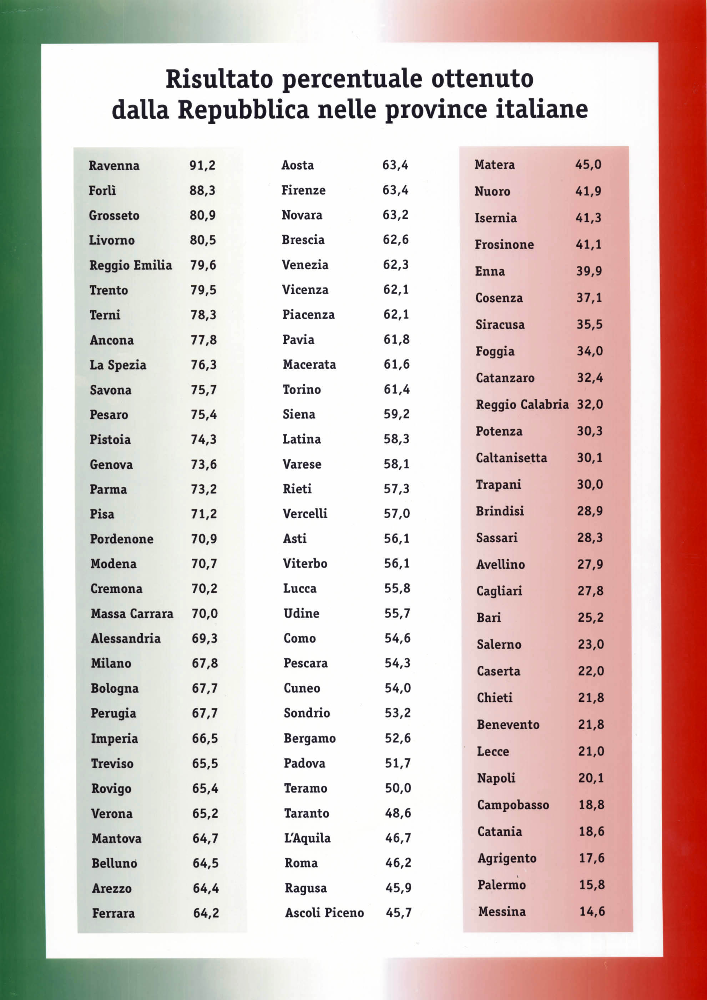 Risultato percentuale ottenuto
dalla Repubblica nelle province italiane
Ravenna 91,2
Forlì 88,3
Grosseto 80,9
Livorno 80,5
Reggio Emilia 79,6
Trento 79,5
Terni 78,3
Ancona 77,8
La Spezia 76,3
Savona 75,7
Pesaro 75,4
Pistoia 74,3
Genova 73,6
Parma 73,2
Pisa 71,2
Pordenone 70,9
Modena 70,7
Cremona 70,2
Massa Carrara 70,0
Alessandria 69,3
Milano 67,8
Bologna 67,7
Perugia 67,7
Imperia 66,5
Treviso 65,5
Rovigo 65,4
Verona 65,2
Mantova 64,7
Belluno 64,5
Arezzo 64,4
Ferrara 64,2
Aosta 63,4
Firenze 63,4
Novara 63,2
Brescia 62,6
Venezia 62,3
Vicenza 62,1
Piacenza 62,1
Pavia 61,8
Macerata 61,6
Torino 61,4
Siena 59,2
Latina 58,3
Varese 58,1
Rieti 57,3
Vercelli 57,0
Asti 56,1
Viterbo 56,1
Lucca 55,8
Udine 55,7
Como 54,6
Pescara 54,3
Cuneo 54,0
Sondrio 53,2
Bergamo 52,6
Padova 51,7
Teramo 50,0
Taranto 48,6
L'Aquila 46,7
Roma 46,2
Ragusa 45,9
Ascoli Piceno 45,7
Matera 45,0
Nuoro 41,9
Isernia 41,3
Frosinone 41,1
Enna 39,9
Cosenza 37,1
Siracusa 35,5
Foggia 34,0
Catanzaro 32,4
Reggio Calabria 32,0
Potenza 30,3
Caltanisetta 30,1
Trapani 30,0
Brindisi 28,9
Sassari 28,3
Avellino 27,9
Cagliari 27,8
Bari 25,2
Salerno 23,0
Caserta 22,0
Chieti 21,8
Benevento 21,8
Lecce 21,0
Napoli 20,1
Campobasso 18,8
Catania 18,6
Agrigento 17,6
Palermo 15,8
Messina 14,6